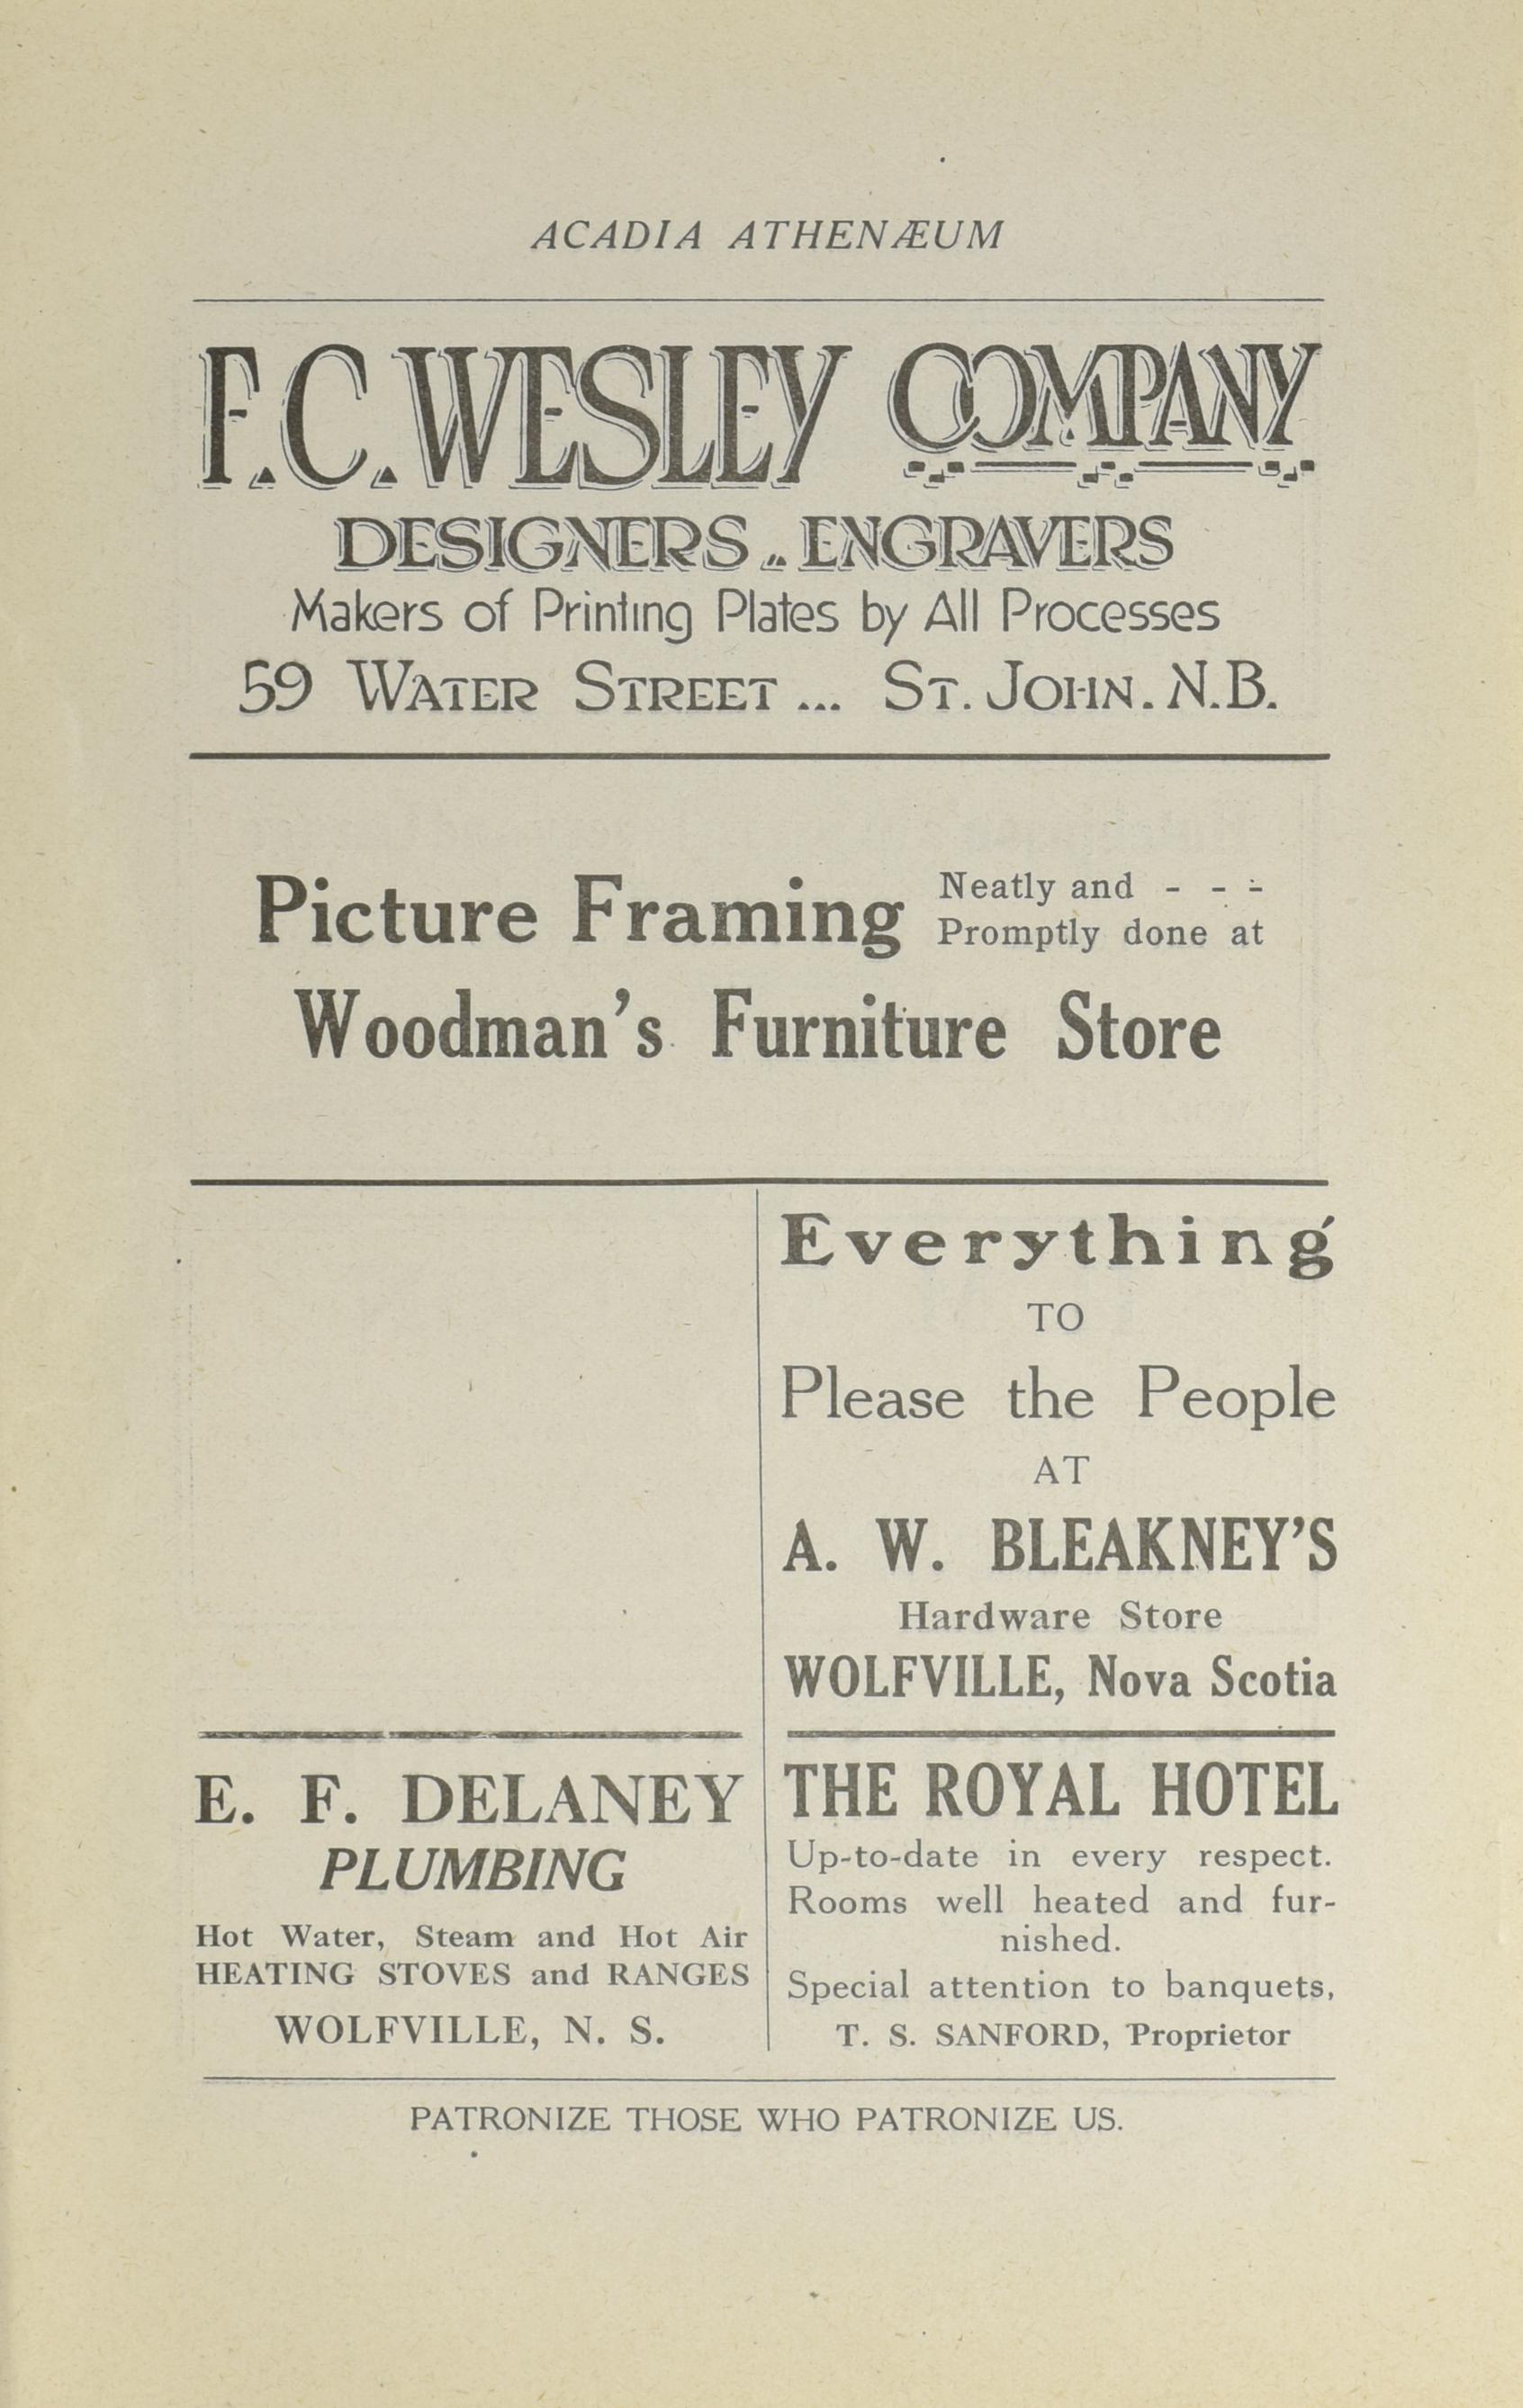 ACADIA ATHENÆUM
F. C. WESLEY COMPANY
DESIGNERS .. ENGRAVERS
Makers of Printing Plates by All Processes
59 WATER STREET ... ST. JOHN. N.B.
Picture Framing Neatly and - - -
Promptly done at
Woodman's Furniture Store
Everything
TO
Please the People
AT
A. W. BLEAKNEY'S
Hardware Store
WOLFVILLE, Nova Scotia
E. F. DELANEY
PLUMBING
Hot Water, Steam and Hot Air
HEATING STOVES and RANGES
WOLFVILLE, N. S.
THE ROYAL HOTEL
Up-to-date in every respect.
Rooms well heated and fur-
nished.
Special attention to banquets,
T. S. SANFORD, Proprietor
PATRONIZE THOSE WHO PATRONIZE US.